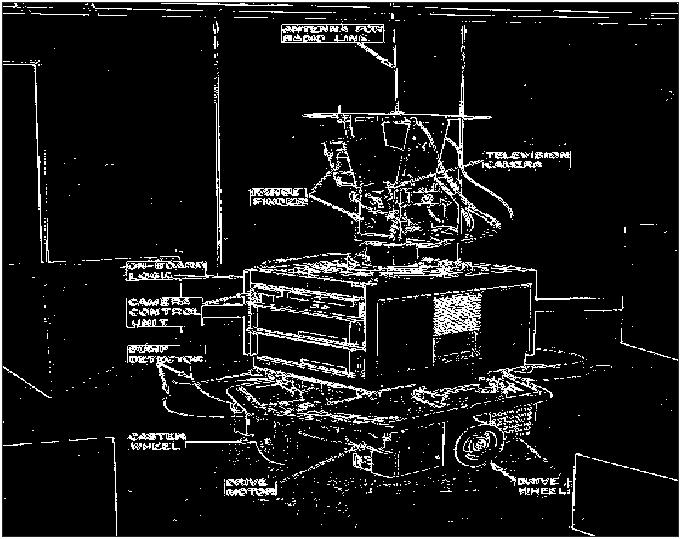 ANTENNA FOR
RADIO LINK
TELEVISION
CAMERA
RANGE
FINDER
ON-BOARD
LOGIC
CAMERA
CONTROL
UNIT
BUMP
DETECTOR
CASTER
WHEEL
DRIVE
MOTOR
DRIVE
WHEEL